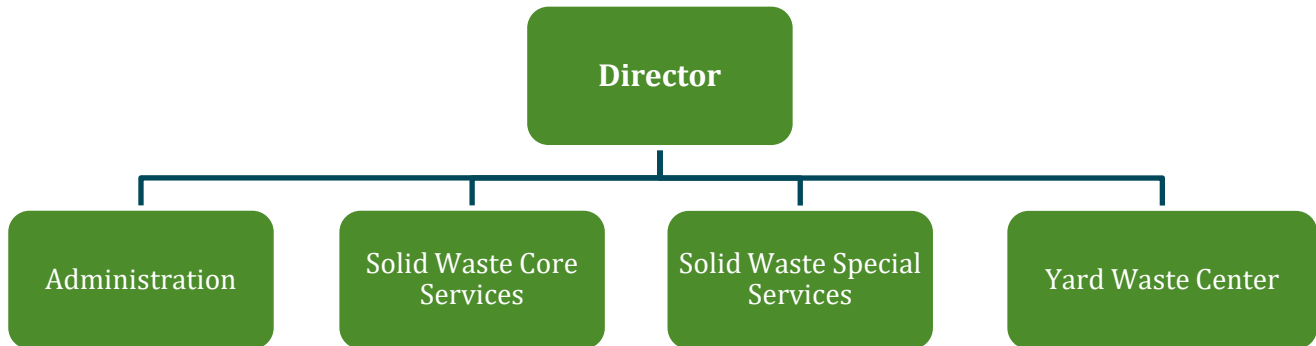 Director
Administration
Solid Waste Core
Services
Solid Waste Special
Services
Yard Waste Center